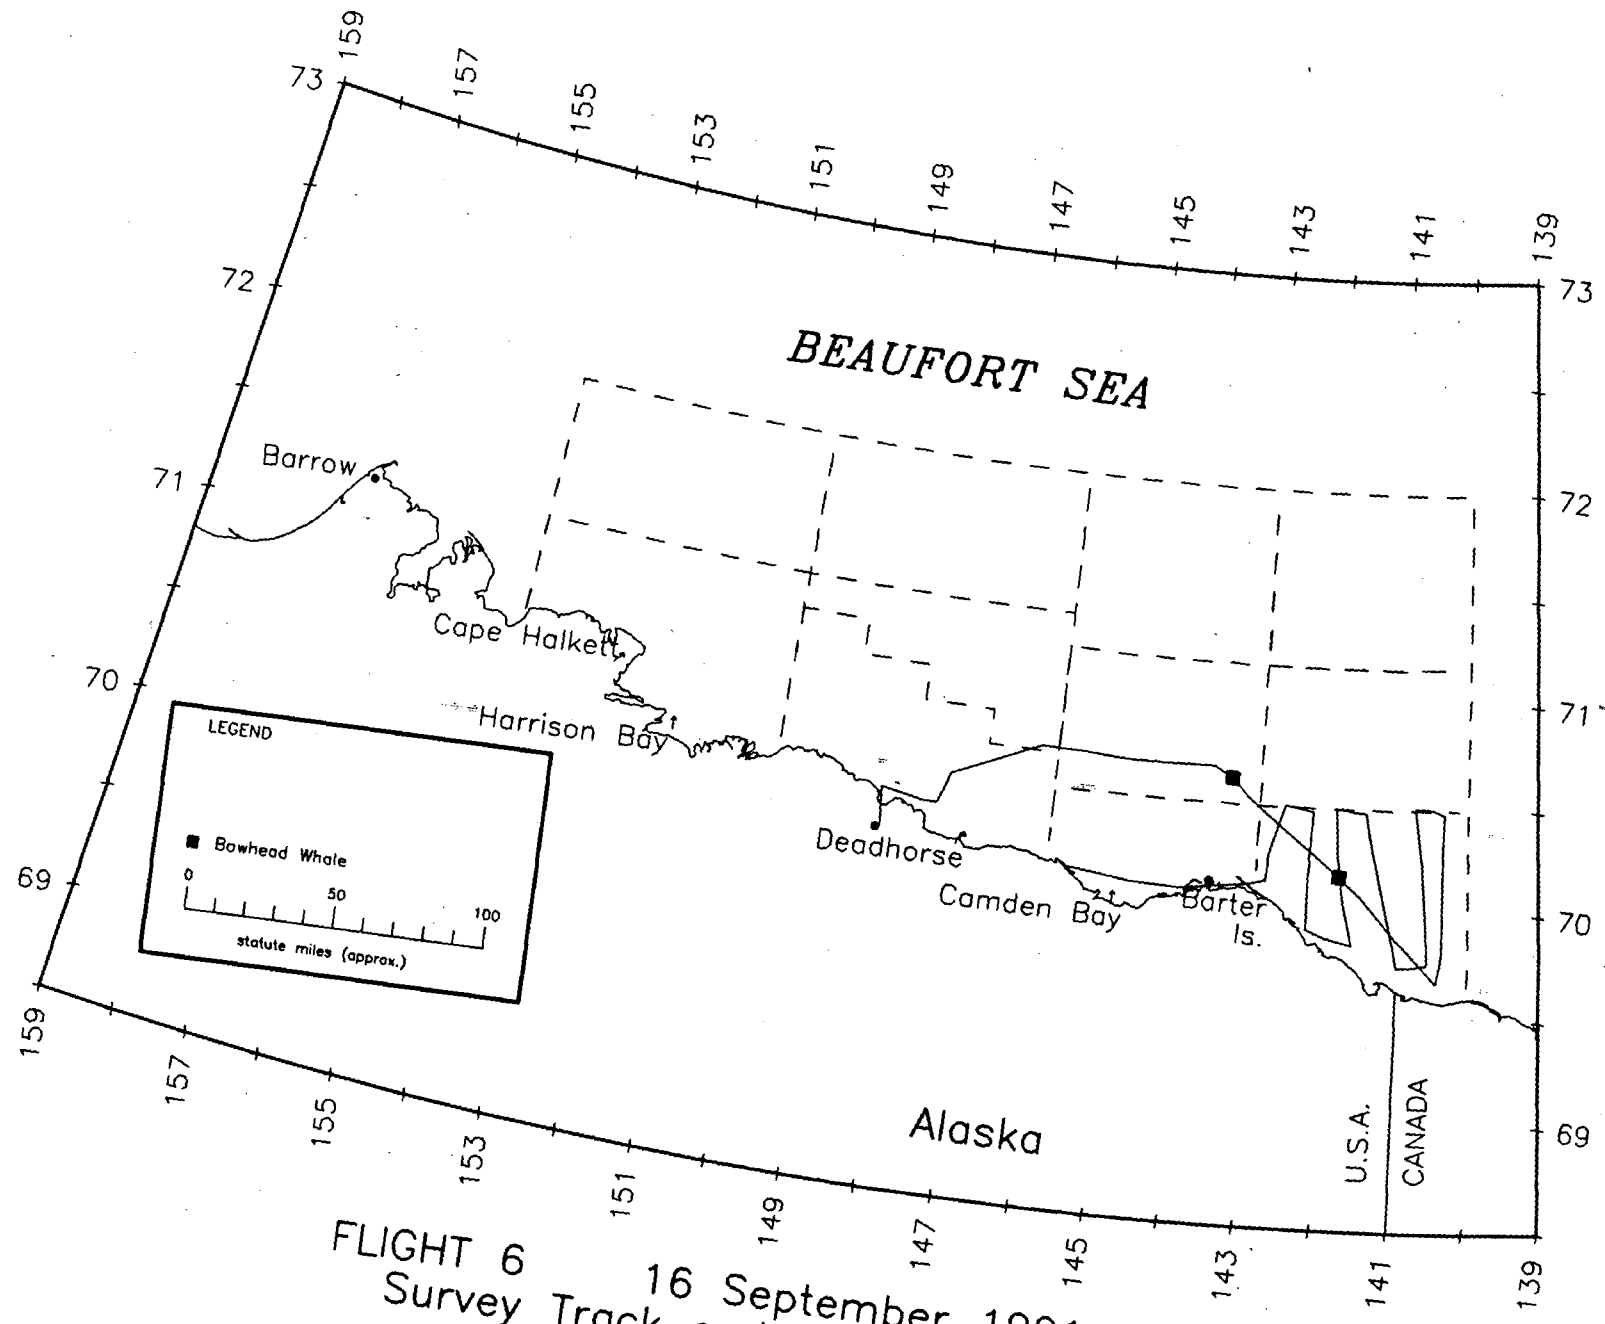 159
157
155
153
151
149
147
145
143
141
139
73
72
71
70
69
73
72
71
70
69
BEAUFORT SEA
Barrow
Cape Halkett
Harrison Bay
Deadhorse
Camden Bay
Barter
Is.
LEGEND
Bowhead Whale
0 50 100
statute miles (approx.)
Alaska
U.S.A.
CANADA
159
157
155
153
151
149
147
145
143
141
139
FLIGHT 6 16 September
Survey Track